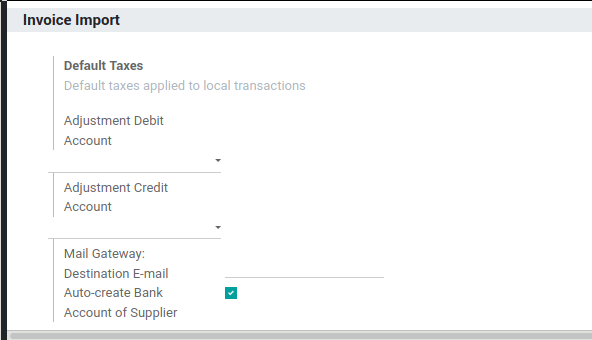 Invoice Import
Default Taxes
Default taxes applied to local transactions
Adjustment Debit
Account
Adjustment Credit
Account
Mail Gateway:
Destination E-mail
Auto-create Bank
Account of Supplier